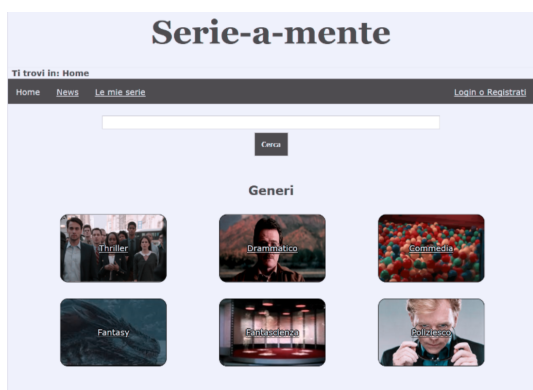 Serie-a-mente
Ti trovi in: Home
Home News Le mie serie Login o Registrati
Cerca
Generi
Thriller Drammatico Commedia
Fantasy Fantascienza Poliziesco